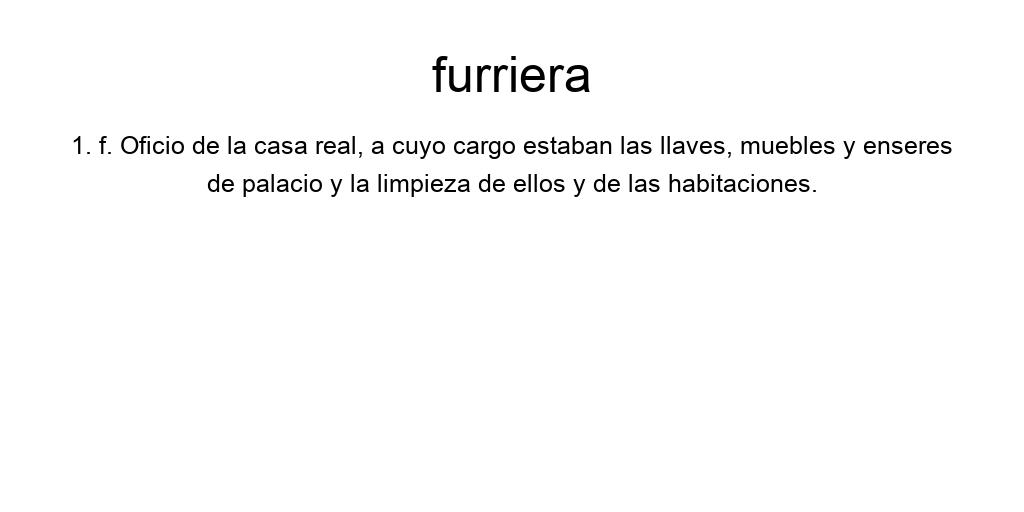 furriera
1. f. Oficio de la casa real, a cuyo cargo estaban las llaves, muebles y enseres
de palacio y la limpieza de ellos y de las habitaciones.